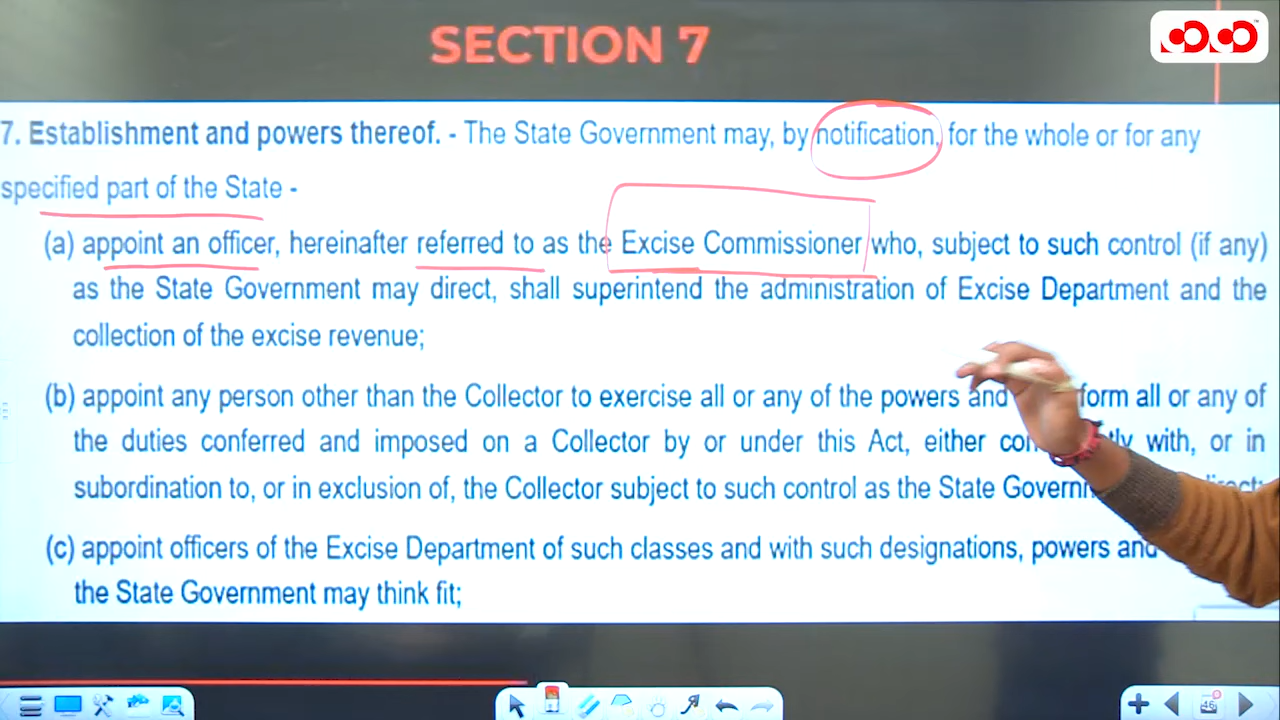 SECTION 7
7. Establishment and powers thereof. - The State Government may, by notification, for the whole or for any
specified part of the State -
(a) appoint an officer, hereinafter referred to as the Excise Commissioner who, subject to such control (if any)
as the State Government may direct, shall superintend the administration of Excise Department and the
collection of the excise revenue;
(b) appoint any person other than the Collector to exercise all or any of the powers and form all or any of
the duties conferred and imposed on a Collector by or under this Act, either with, or in
subordination to, or in exclusion of, the Collector subject to such control as the State
(c) appoint officers of the Excise Department of such classes and with such designations, powers and
the State Government may think fit;
46